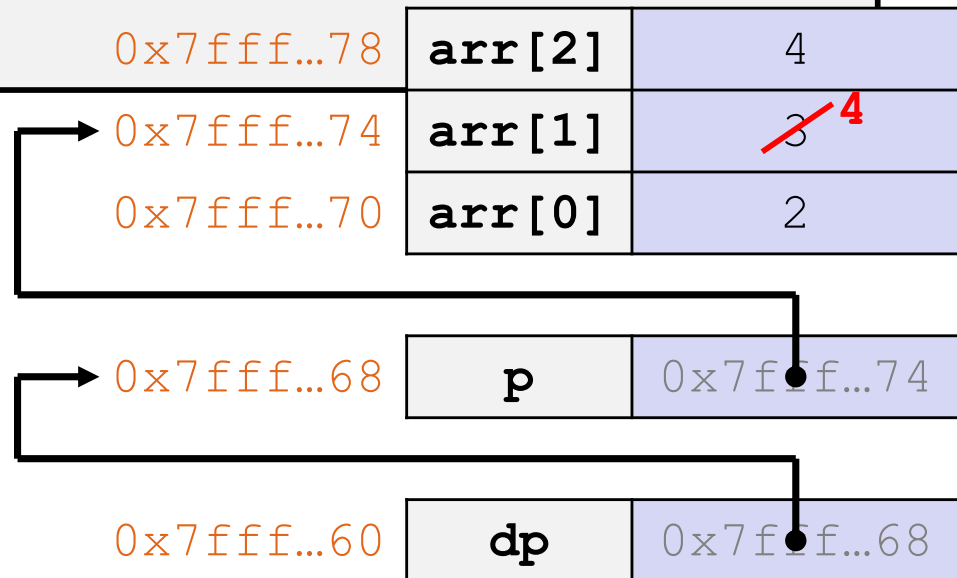 0x7fff…78 arr[2] 4
0x7fff…74 arr[1] 3 4
0x7fff…70 arr[0] 2
0x7fff…68 p 0x7fff…74
0x7fff…60 dp 0x7fff…68